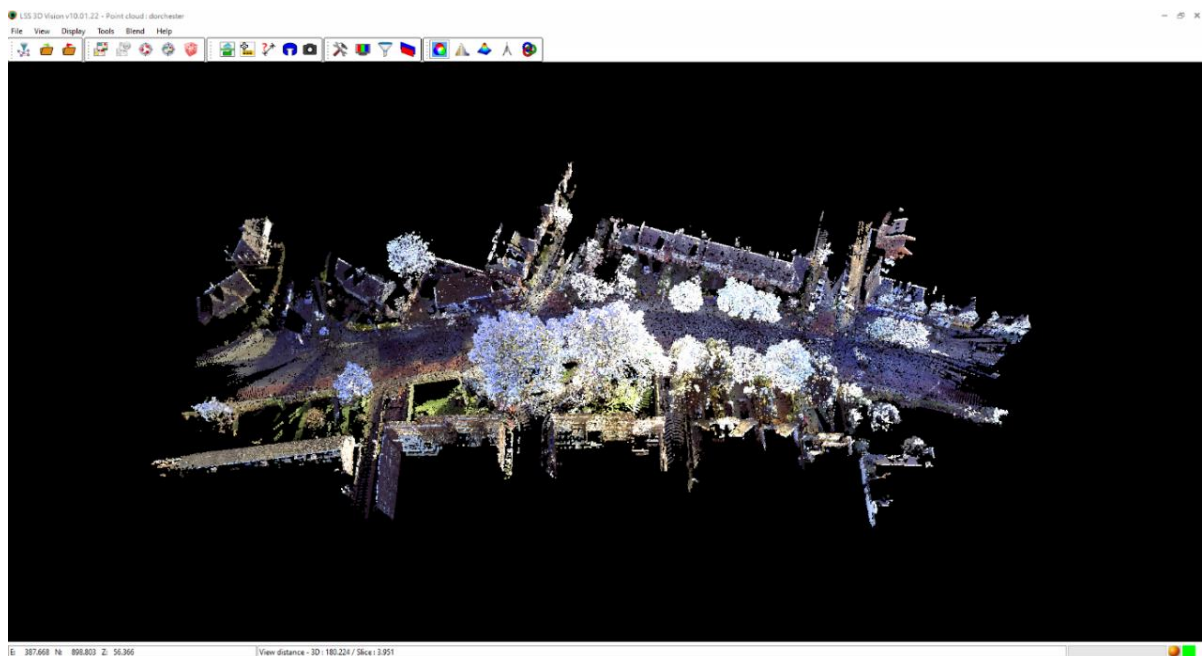 LSS 3D Vision v10.01.22 - Point cloud : dorchester
File View Display Tools Blend Help
E: 387.668 N: 898.803 Z: 56.366 View distance - 3D : 180.224 / Slice : 3.951